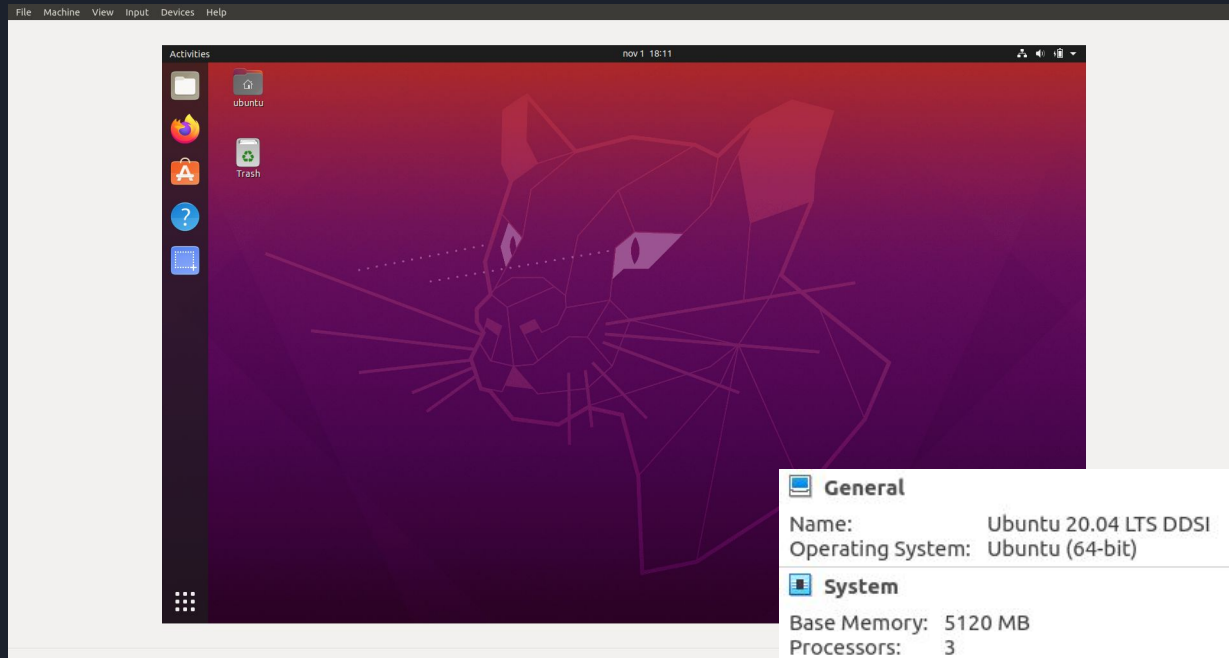 File Machine View Input Devices Help
Activities nov 1 18:11
ubuntu
Trash
General
Name: Ubuntu 20.04 LTS DDSI
Operating System: Ubuntu (64-bit)
System
Base Memory: 5120 MB
Processors: 3